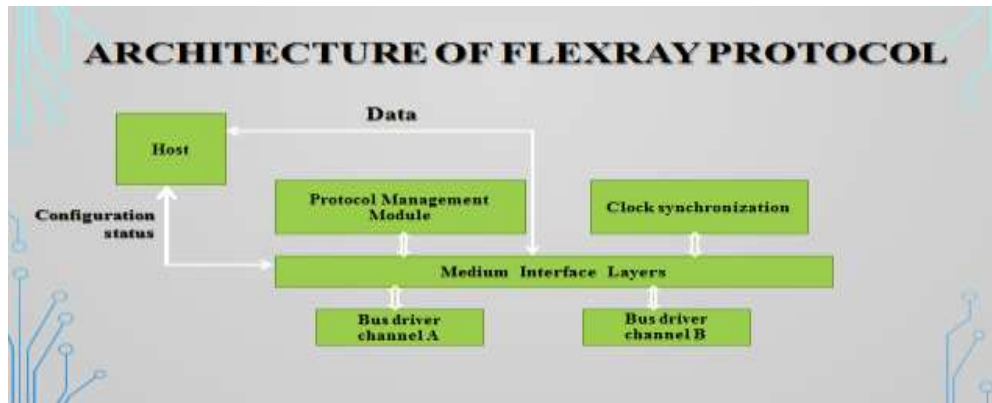 ARCHITECTURE OF FLEXRAY PROTOCOL
Data
Host
Protocol Management
Module
Clock synchronization
Configuration
status
Medium Interface Layers
Bus driver
channel A
Bus driver
channel B